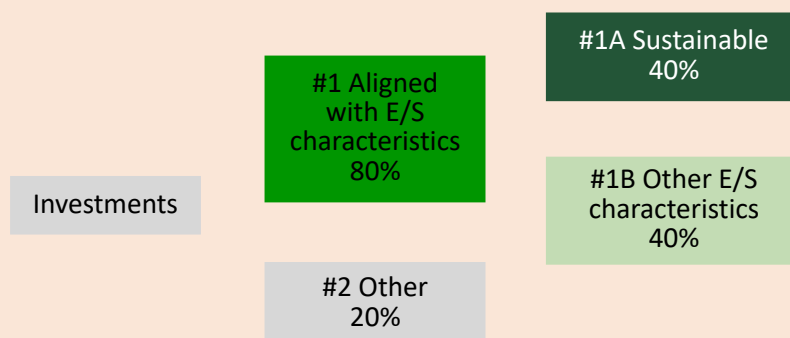 Investments
#1 Aligned
with E/S
characteristics
80%
#2 Other
20%
#1A Sustainable
40%
#1B Other E/S
characteristics
40%